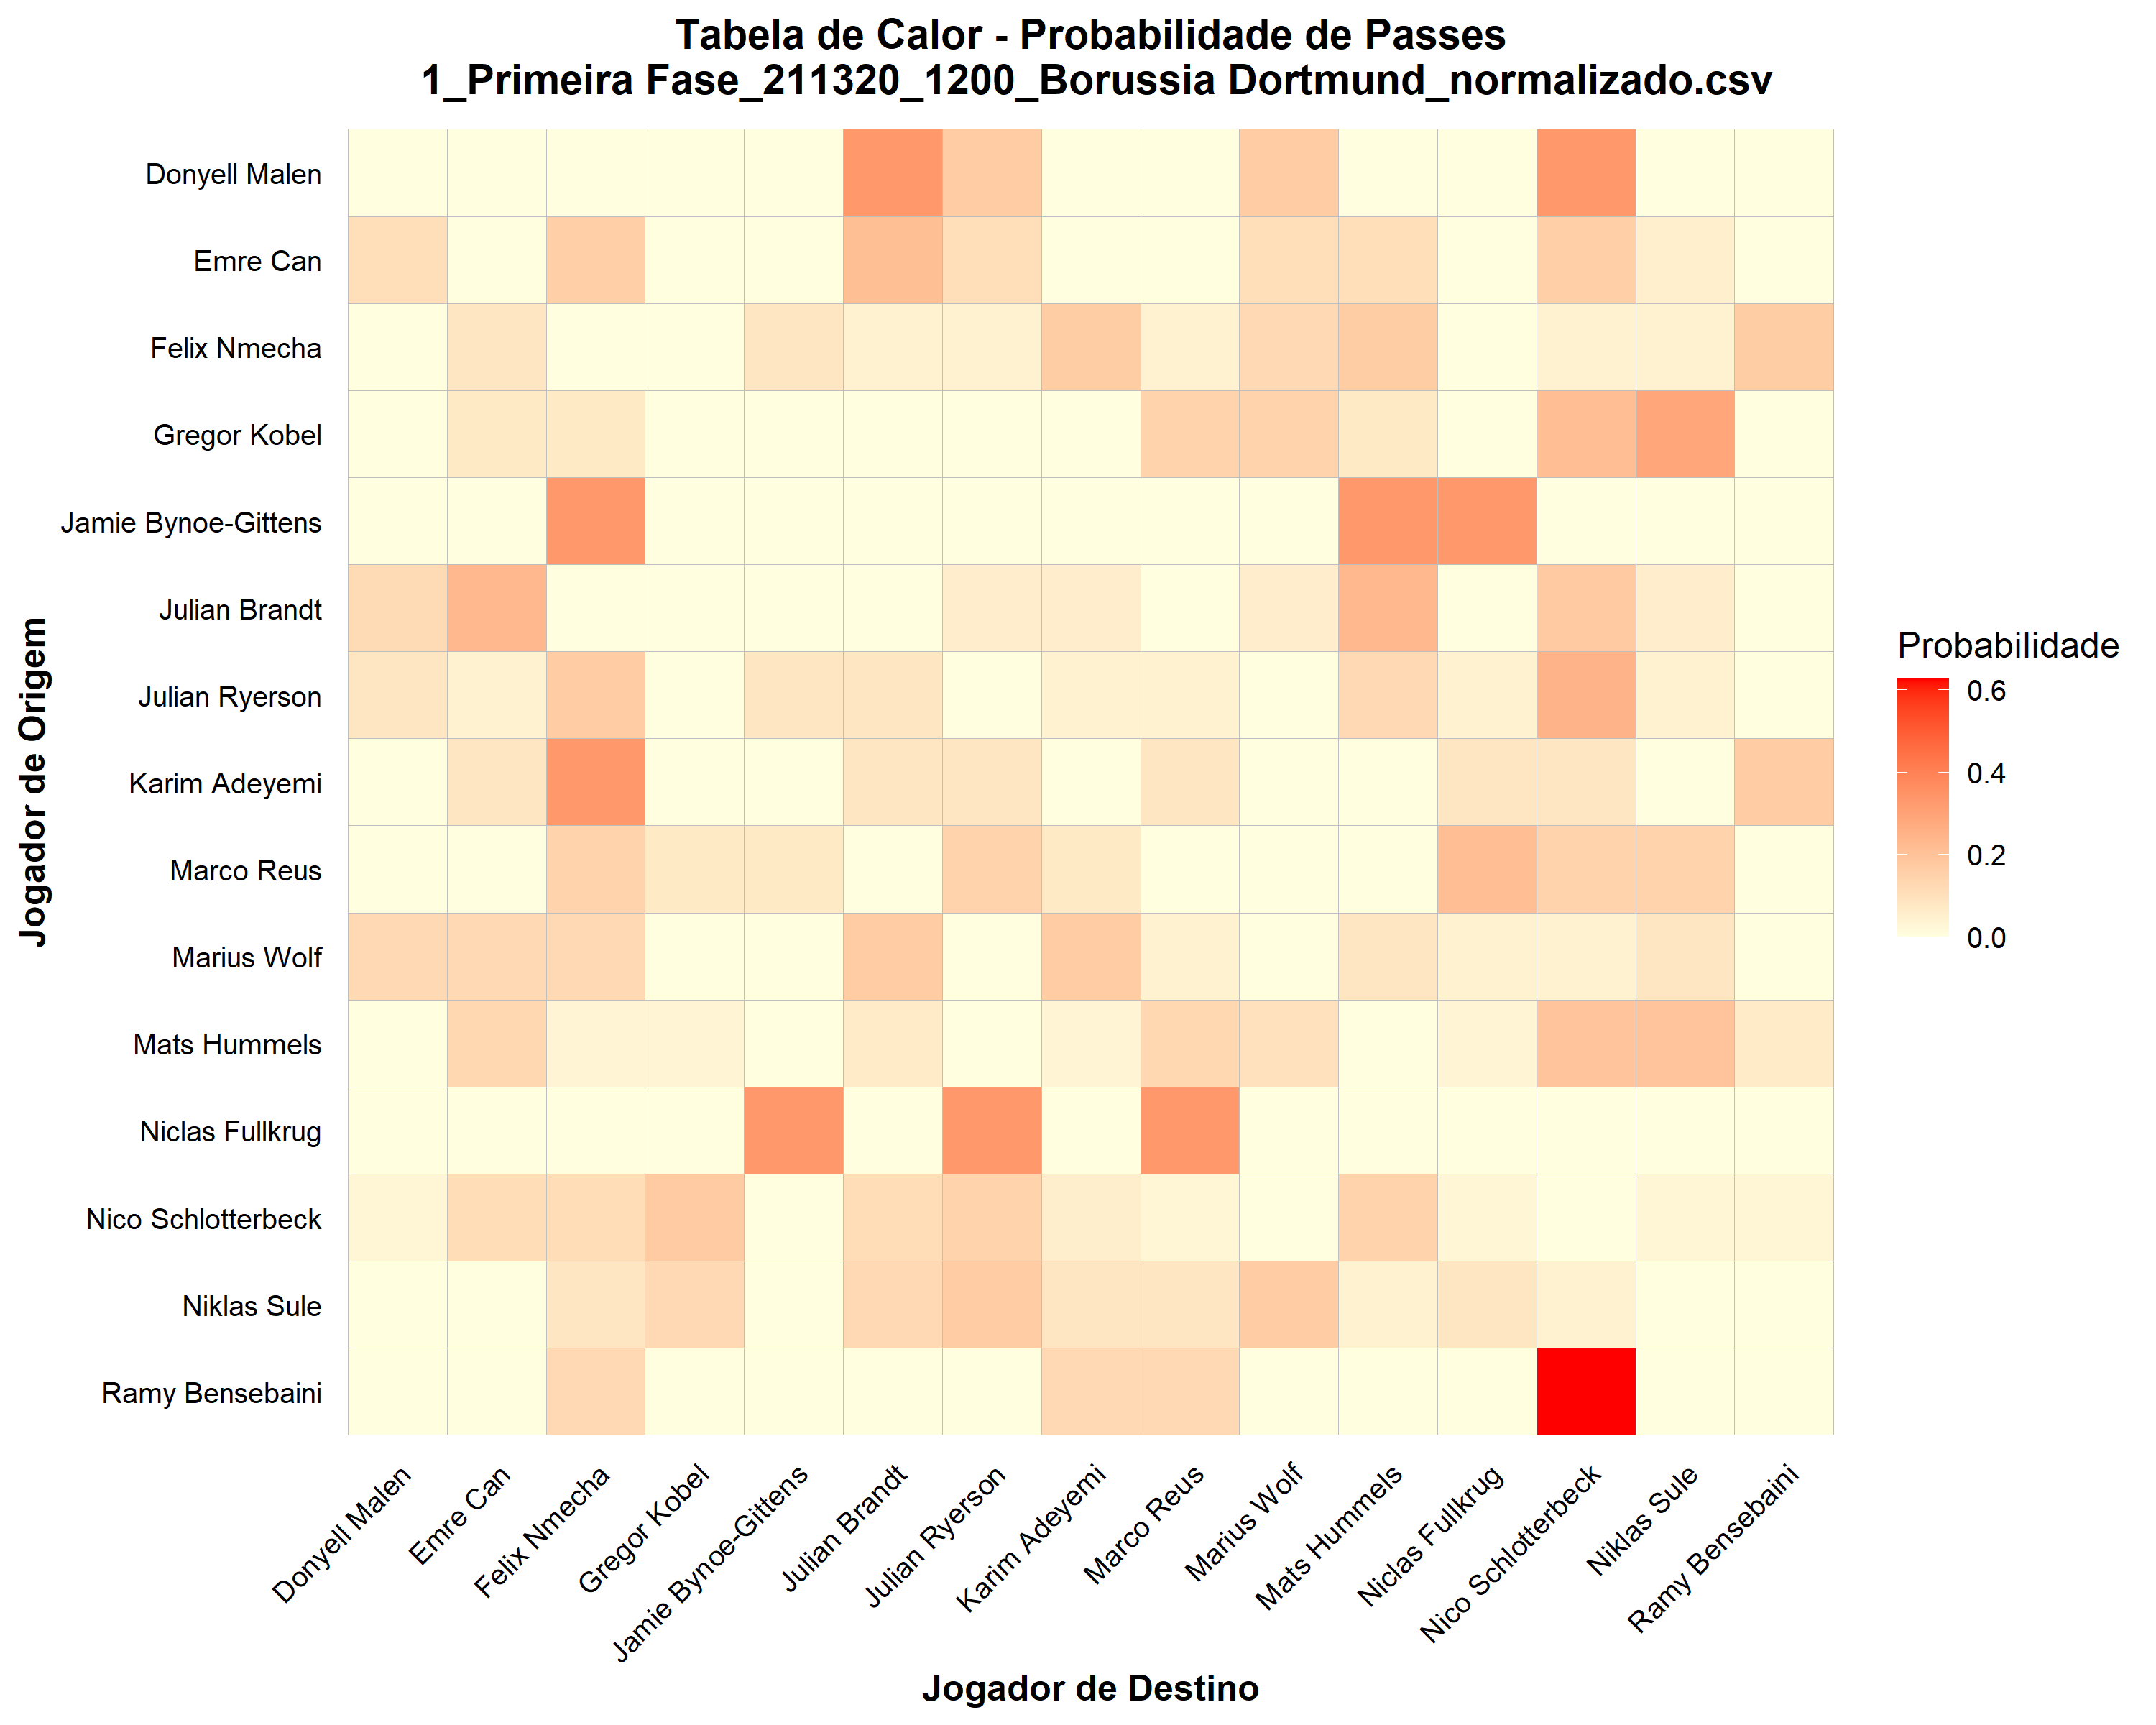 Tabela de Calor - Probabilidade de Passes
1_Primeira Fase_211320_1200_Borussia Dortmund_normalizado.csv
Jogador de Origem
Donyell Malen
Emre Can
Felix Nmecha
Gregor Kobel
Jamie Bynoe-Gittens
Julian Brandt
Julian Ryerson
Karim Adeyemi
Marco Reus
Marius Wolf
Mats Hummels
Niclas Fullkrug
Nico Schlotterbeck
Niklas Sule
Ramy Bensebaini
Donyell Malen
Emre Can
Felix Nmecha
Gregor Kobel
Jamie Bynoe-Gittens
Julian Brandt
Julian Ryerson
Karim Adeyemi
Marco Reus
Marius Wolf
Mats Hummels
Niclas Fullkrug
Nico Schlotterbeck
Niklas Sule
Ramy Bensebaini
Jogador de Destino
Probabilidade
0.6
0.4
0.2
0.0